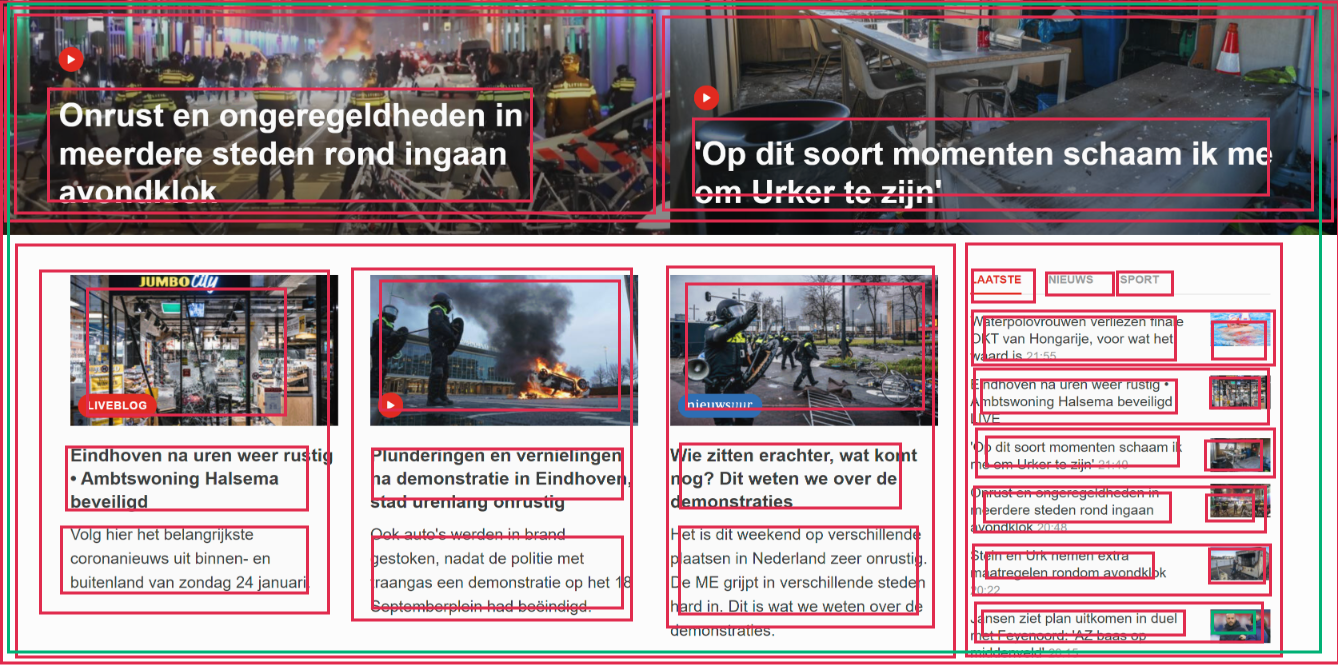 Onrust en ongeregeldheden in
meerdere steden rond ingaan
avondklok
'Op dit soort momenten schaam ik me
om Urker te zijn'
JUMBO City
LIVEBLOG
Eindhoven na uren weer rustig
• Ambtswoning Halsema
beveiligd
Volg hier het belangrijkste
coronanieuws uit binnen- en
buitenland van zondag 24 januari.
Plunderingen en vernielingen
na demonstratie in Eindhoven,
stad urenlang onrustig
Ook auto's werden in brand
gestoken, nadat de politie met
traangas een demonstratie op het 18
Septemberplein had beëindigd.
nieuwsuur
Wie zitten erachter, wat komt
nog? Dit weten we over de
demonstraties
Het is dit weekend op verschillende
plaatsen in Nederland zeer onrustig.
De ME grijpt in verschillende steden
hard in. Dit is wat we weten over de
demonstraties.
LAATSTE NIEUWS SPORT
Waterpolovrouwen verliezen finale
OKT van Hongarije, voor wat het
waard is 21:55
Eindhoven na uren weer rustig •
Ambtswoning Halsema beveiligd
LIVE
'Op dit soort momenten schaam ik
me om Urker te zijn' 21:49
Onrust en ongeregeldheden in
meerdere steden rond ingaan
avondklok 20:48
Stein en Urk nemen extra
maatregelen rondom avondklok
20:22
Jansen ziet plan uitkomen in duel
met Feyenoord: 'AZ baas op
middenveld' 20:15